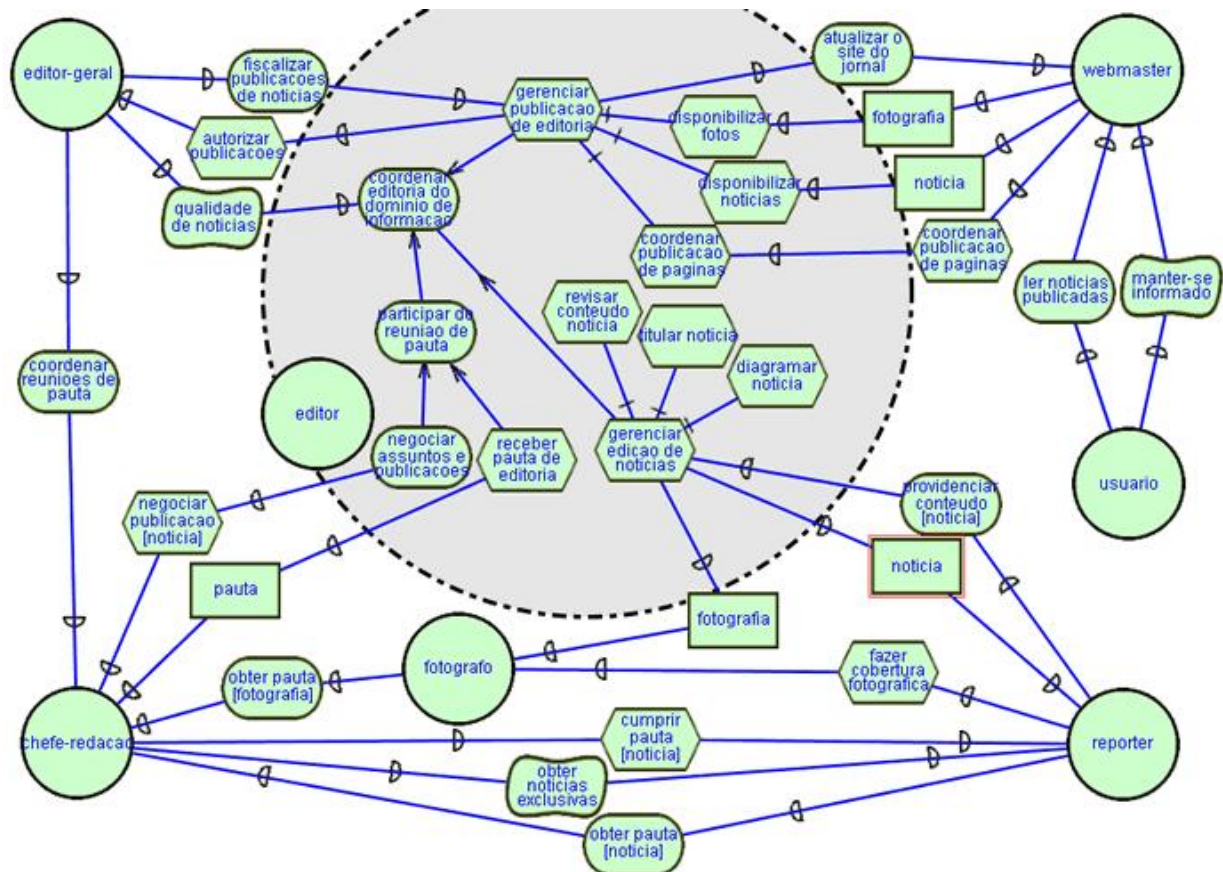 editor-geral
fiscalizar
publicacoes
de noticias
autorizar
publicacoes
qualidade
de noticias
gerenciar
publicacao
de editoria
coordenar
editoria do
dominio de
informacao
atualizar o
site do
jornal
webmaster
disponibilizar
fotos
fotografia
disponibilizar
noticias
noticia
coordenar
publicacao
de paginas
coordenar
publicacao
de paginas
ler noticias
publicadas
manter-se
informado
usuario
participar de
reuniao de
pauta
revisar
conteudo
noticia
titular noticia
diagramar
noticia
gerenciar
edicao de
noticias
coordenar
reunioes de
pauta
editor
negociar
assuntos e
publicacoes
receber
pauta de
editoria
negociar
publicacao
[noticia]
pauta
providenciar
conteudo
[noticia]
noticia
fotografia
fotografo
obter pauta
[fotografia]
fazer
cobertura
fotografica
chefe-redacao
cumprir
pauta
[noticia]
reporter
obter
noticias
exclusivas
obter pauta
[noticia]